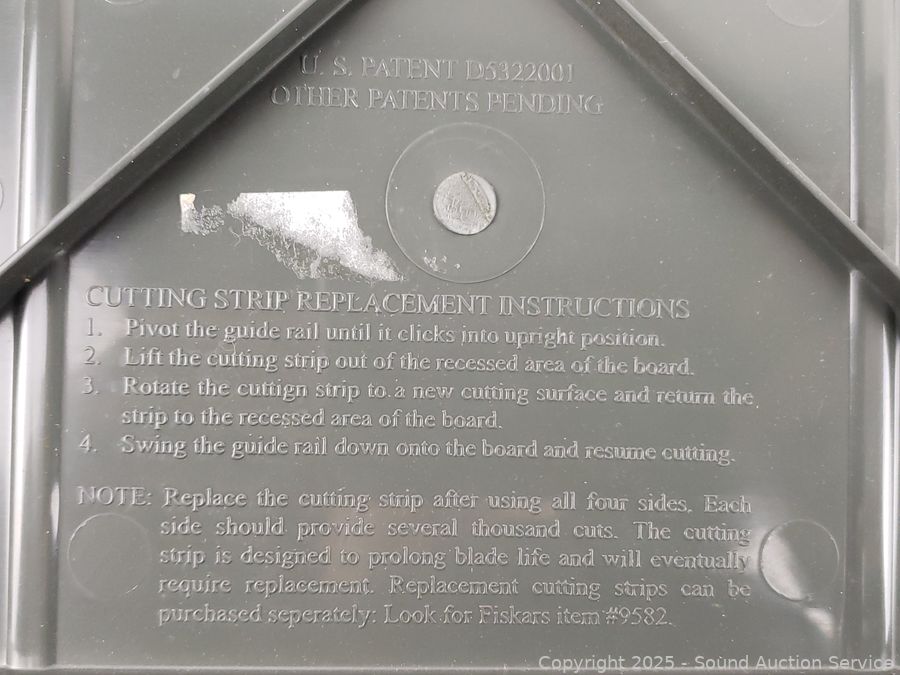 U. S. PATENT D5322001
OTHER PATENTS PENDING
CUTTING STRIP REPLACEMENT INSTRUCTIONS
1. Pivot the guide rail until it clicks into upright position.
2. Lift the cutting strip out of the recessed area of the board.
3. Rotate the cuttign strip to a new cutting surface and return the
strip to the recessed area of the board.
4. Swing the guide rail down onto the board and resume cutting.
NOTE: Replace the cutting strip after using all four sides. Each
side should provide several thousand cuts. The cutting
strip is designed to prolong blade life and will eventually
require replacement. Replacement cutting strips can be
purchased seperately: Look for Fiskars item #9582.
Copyright 2025 - Sound Auction Service